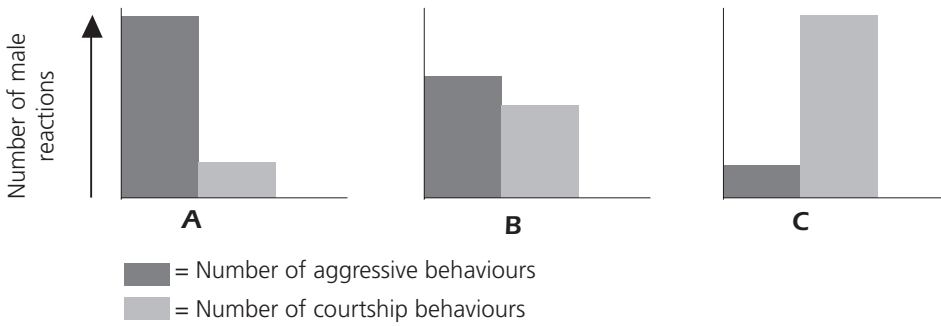 Number of male
reactions
A
B
C
= Number of aggressive behaviours
= Number of courtship behaviours